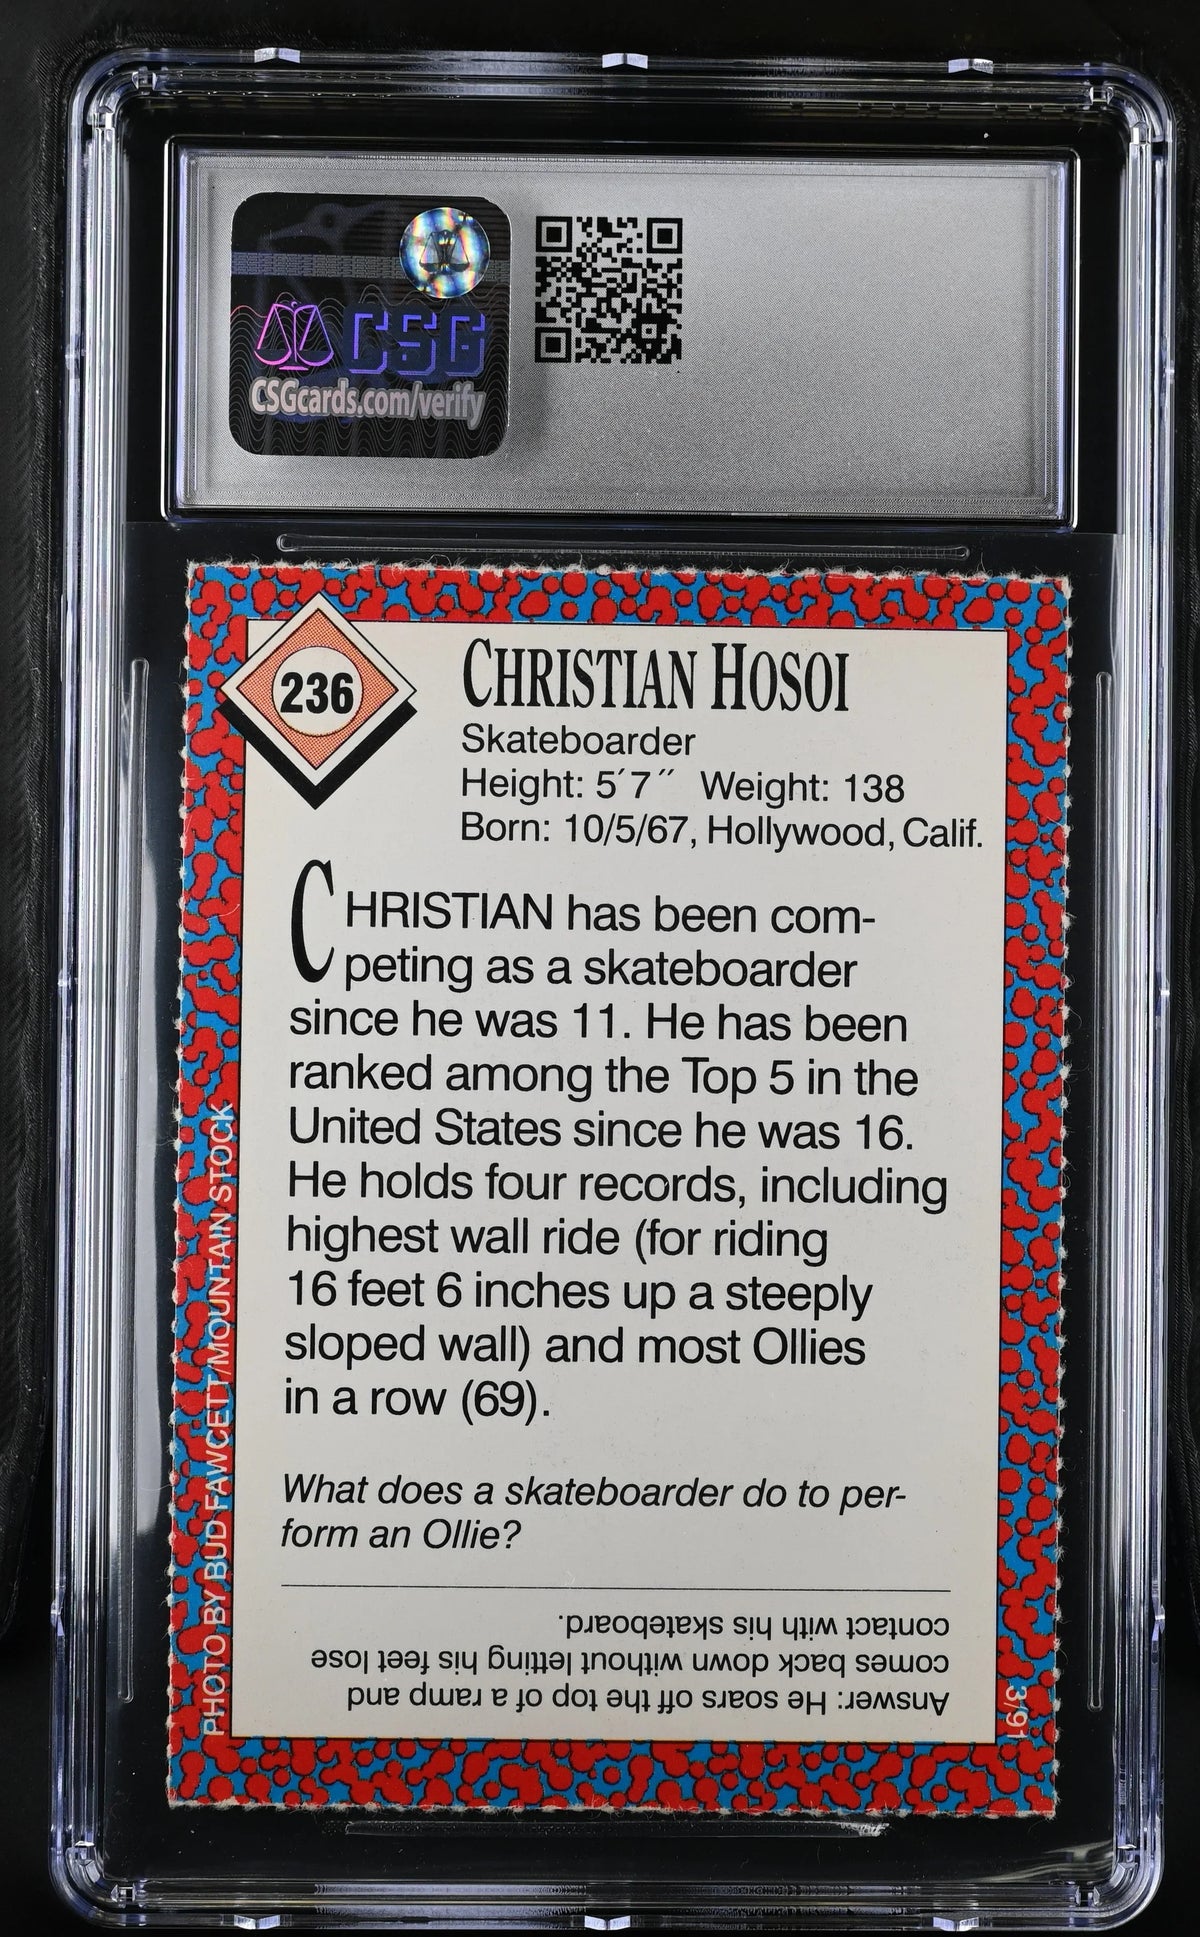 CSG
CSGcards.com/verify
236
CHRISTIAN HOSOI
Skateboarder
Height: 5′7″ Weight: 138
Born: 10/5/67, Hollywood, Calif.
CHRISTIAN has been com-
peting as a skateboarder
since he was 11. He has been
ranked among the Top 5 in the
United States since he was 16.
He holds four records, including
highest wall ride (for riding
16 feet 6 inches up a steeply
sloped wall) and most Ollies
in a row (69).
What does a skateboarder do to per-
form an Ollie?
Answer: He soars off the top of a ramp and
comes back down without letting his feet lose
contact with his skateboard.
PHOTO BY BUD FAWCETT/MOUNTAIN STOCK
3/91